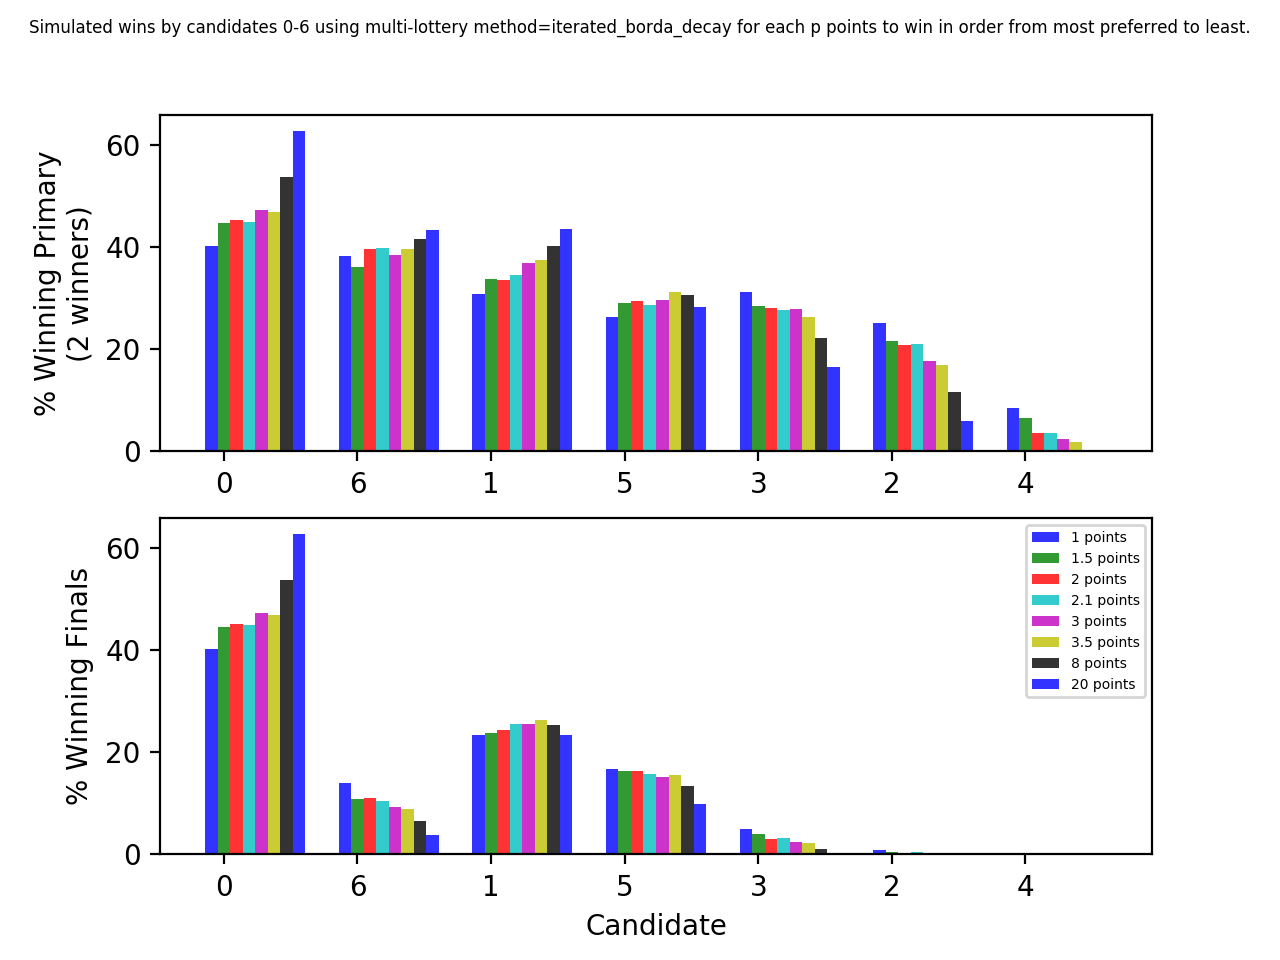 Simulated wins by candidates 0-6 using multi-lottery method=iterated_borda_decay for each p points to win in order from most preferred to least.
% Winning Primary
(2 winners)
60
40
20
0
0 6 1 5 3 2 4
% Winning Finals
60
40
20
0
1 points
1.5 points
2 points
2.1 points
3 points
3.5 points
8 points
20 points
0 6 1 5 3 2 4
Candidate